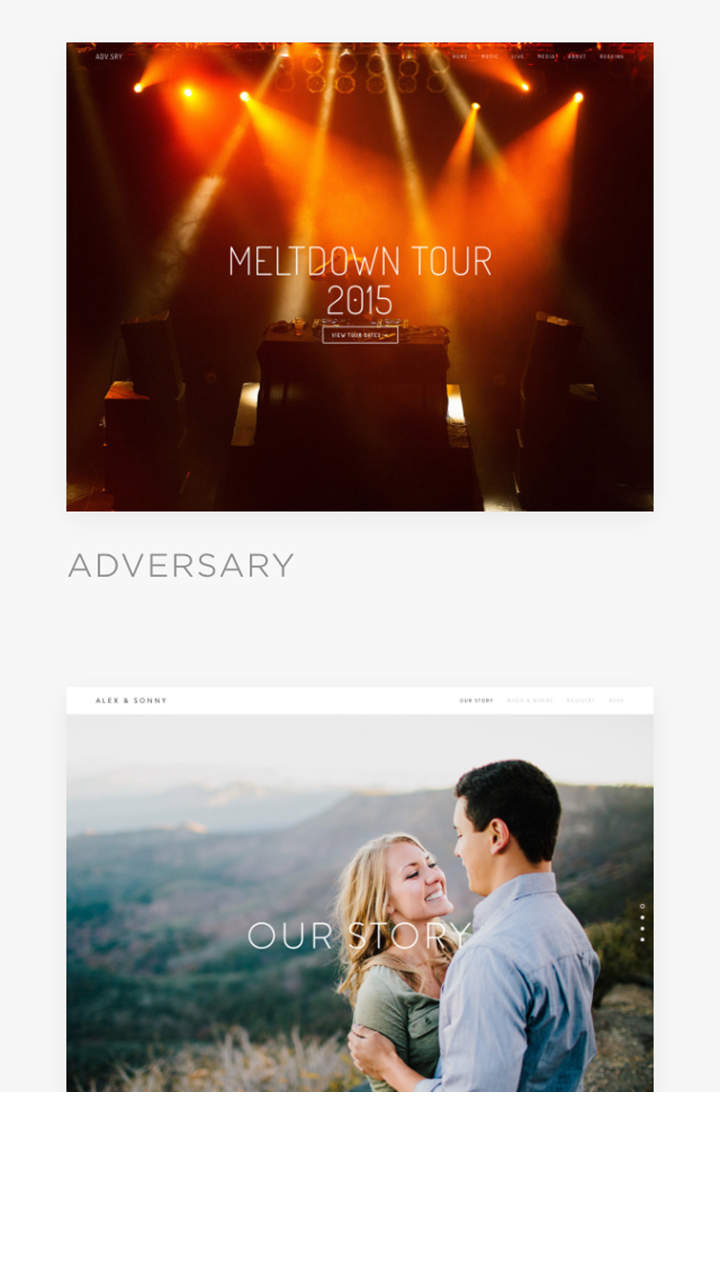 ADV.SRY
HOME MUSIC LIVE MEDIA ABOUT BOOKING
MELTDOWN TOUR
2015
VIEW TOUR DATES
ADVERSARY
ALEX & SONNY
OUR STORY WHEN & WHERE REGISTRY RSVP
OUR STORY